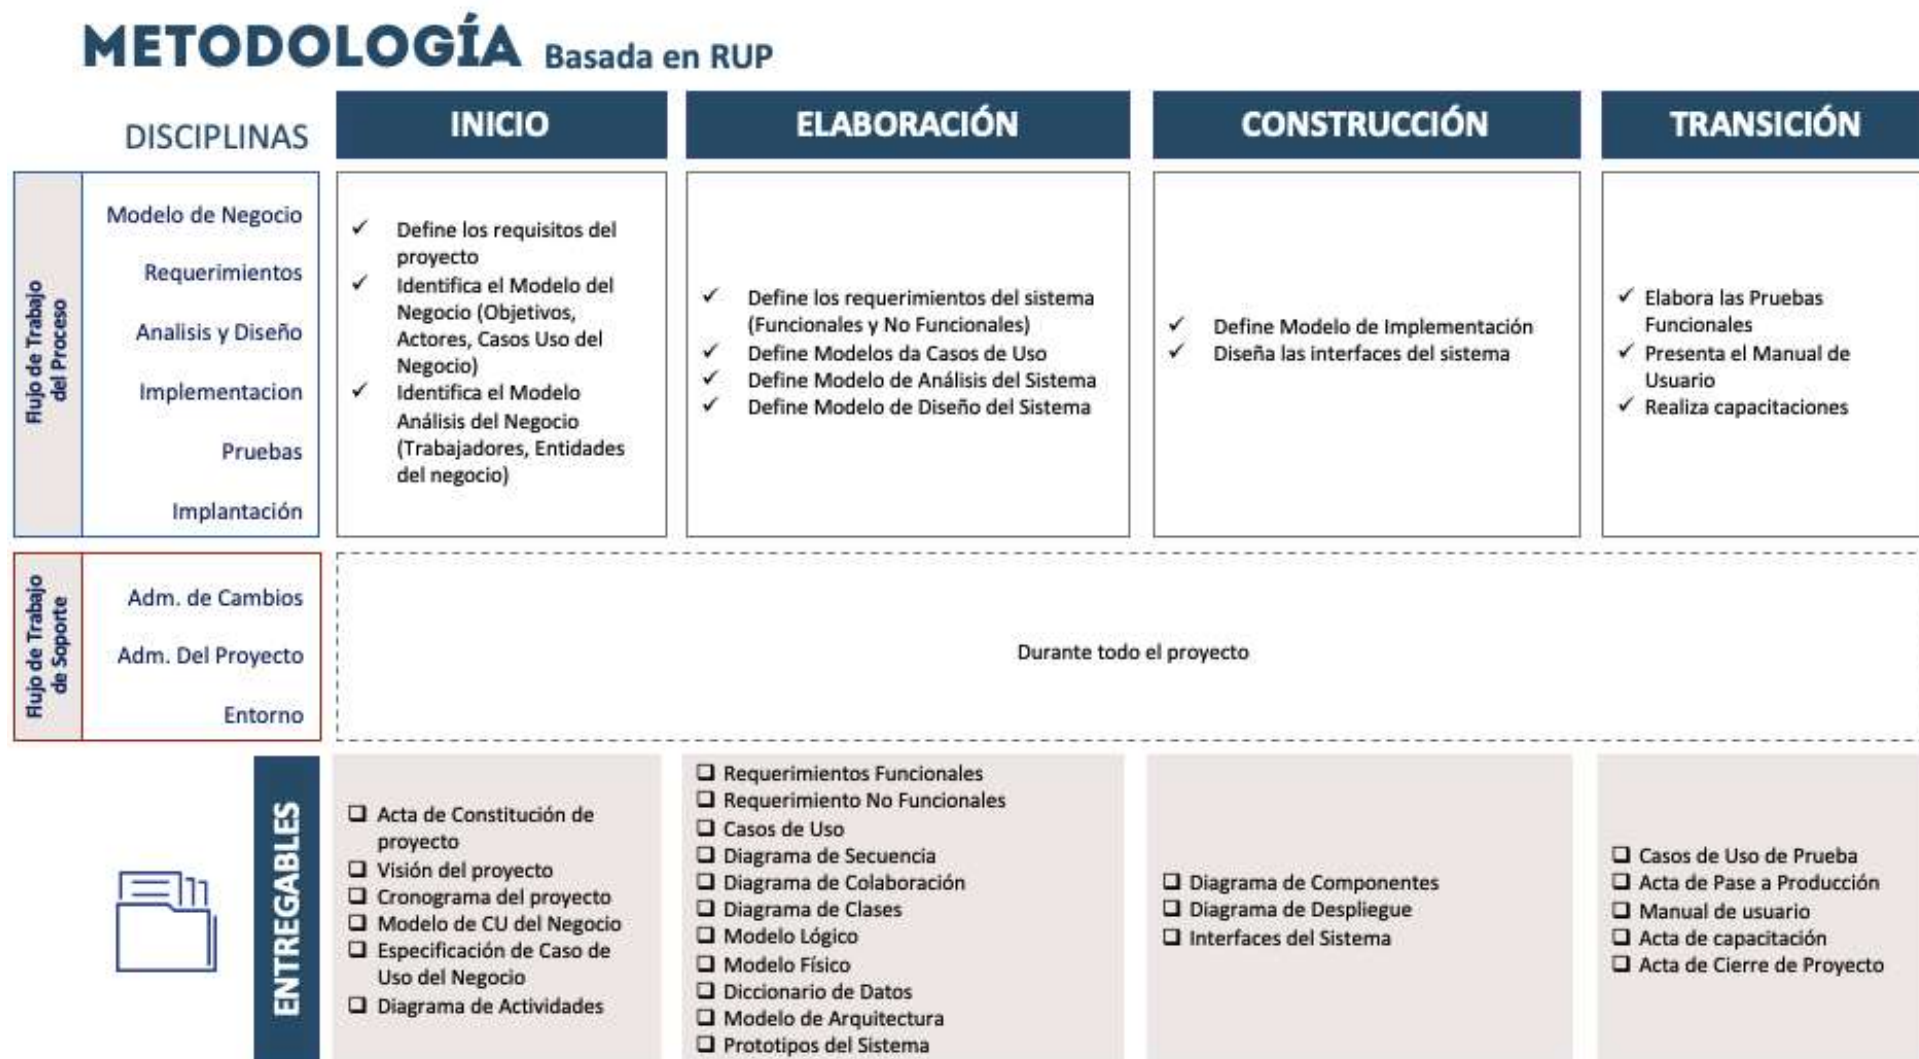 METODOLOGÍA Basada en RUP
DISCIPLINAS
INICIO
ELABORACIÓN
CONSTRUCCIÓN
TRANSICIÓN
Flujo de Trabajo
del Proceso
Modelo de Negocio
Requerimientos
Analisis y Diseño
Implementacion
Pruebas
Implantación
✓ Define los requisitos del
proyecto
✓ Identifica el Modelo del
Negocio (Objetivos,
Actores, Casos Uso del
Negocio)
✓ Identifica el Modelo
Análisis del Negocio
(Trabajadores, Entidades
del negocio)
✓ Define los requerimientos del sistema
(Funcionales y No Funcionales)
✓ Define Modelos da Casos de Uso
✓ Define Modelo de Análisis del Sistema
✓ Define Modelo de Diseño del Sistema
✓ Define Modelo de Implementación
✓ Diseña las interfaces del sistema
✓ Elabora las Pruebas
Funcionales
✓ Presenta el Manual de
Usuario
✓ Realiza capacitaciones
Flujo de Trabajo
de Soporte
Adm. de Cambios
Adm. Del Proyecto
Entorno
Durante todo el proyecto
ENTREGABLES
❑ Acta de Constitución de
proyecto
❑ Visión del proyecto
❑ Cronograma del proyecto
❑ Modelo de CU del Negocio
❑ Especificación de Caso de
Uso del Negocio
❑ Diagrama de Actividades
❑ Requerimientos Funcionales
❑ Requerimiento No Funcionales
❑ Casos de Uso
❑ Diagrama de Secuencia
❑ Diagrama de Colaboración
❑ Diagrama de Clases
❑ Modelo Lógico
❑ Modelo Físico
❑ Diccionario de Datos
❑ Modelo de Arquitectura
❑ Prototipos del Sistema
❑ Diagrama de Componentes
❑ Diagrama de Despliegue
❑ Interfaces del Sistema
❑ Casos de Uso de Prueba
❑ Acta de Pase a Producción
❑ Manual de usuario
❑ Acta de capacitación
❑ Acta de Cierre de Proyecto